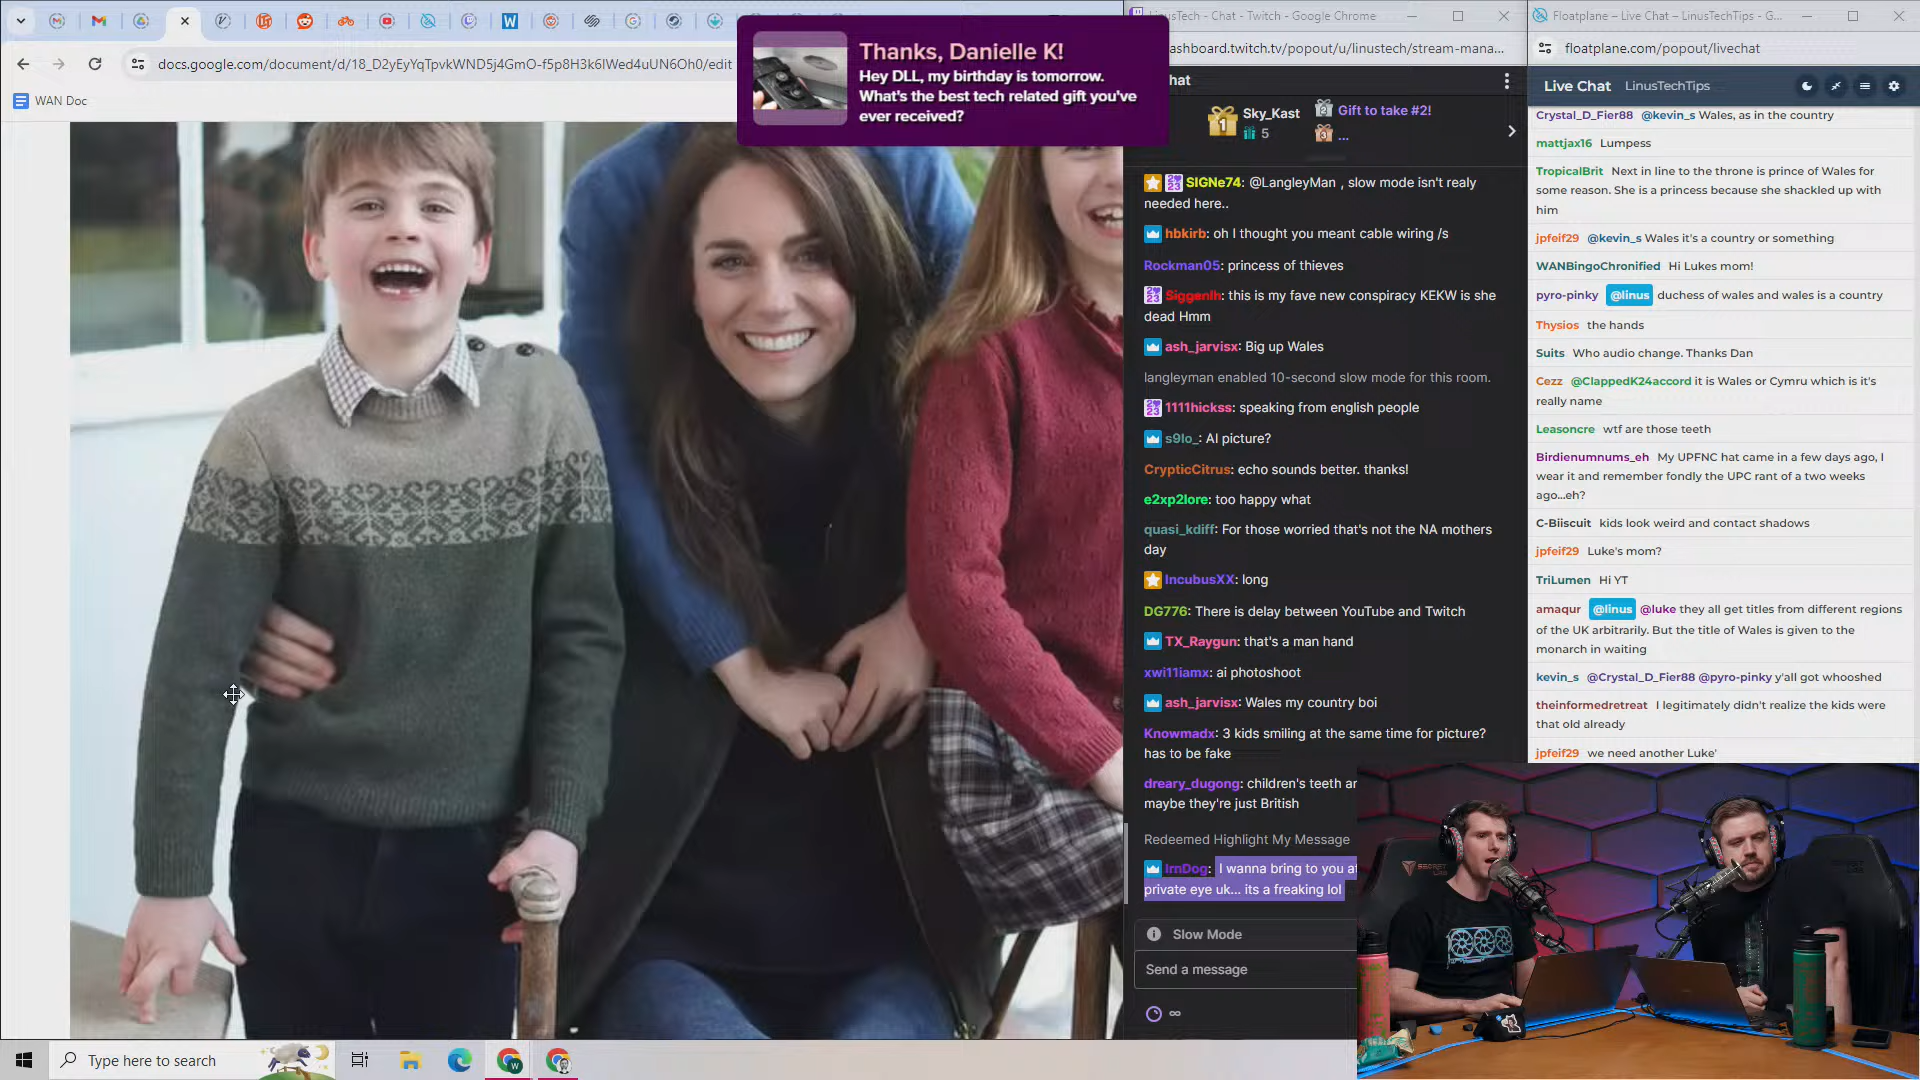 LinusTech - Chat - Twitch - Google Chrome
Floatplane – Live Chat – LinusTechTips - G...
docs.google.com/document/d/18_D2yEyYqTpvkWND5j4GmO-f5p8H3k6lWed4uUN6Oh0/edit
ashboard.twitch.tv/popout/u/linustech/stream-mana...
floatplane.com/popout/livechat
WAN Doc
Thanks, Danielle K!
Hey DLL, my birthday is tomorrow.
What's the best tech related gift you've
ever received?
hat
Sky_Kast
5
Gift to take #2!
...
SIGNe74: @LangleyMan , slow mode isn't realy
needed here..
hbkirb: oh I thought you meant cable wiring /s
Rockman05: princess of thieves
Siggenlh: this is my fave new conspiracy KEKW is she
dead Hmm
ash_jarvisx: Big up Wales
langleyman enabled 10-second slow mode for this room.
1111hickss: speaking from english people
s9lo_: AI picture?
CrypticCitrus: echo sounds better. thanks!
e2xp2lore: too happy what
quasi_kdiff: For those worried that's not the NA mothers
day
IncubusXX: long
DG776: There is delay between YouTube and Twitch
TX_Raygun: that's a man hand
xwi11iamx: ai photoshoot
ash_jarvisx: Wales my country boi
Knowmadx: 3 kids smiling at the same time for picture?
has to be fake
dreary_dugong: children's teeth ar
maybe they're just British
Redeemed Highlight My Message
IrnDog: I wanna bring to you at
private eye uk... its a freaking lol
Slow Mode
Send a message
Live Chat LinusTechTips
Crystal_D_Fier88 @kevin_s Wales, as in the country
mattjax16 Lumpess
TropicalBrit Next in line to the throne is prince of Wales for
some reason. She is a princess because she shackled up with
him
jpfeif29 @kevin_s Wales it's a country or something
WANBingoChronified Hi Lukes mom!
pyro-pinky @linus duchess of wales and wales is a country
Thysios the hands
Suits Who audio change. Thanks Dan
Cezz @ClappedK24accord it is Wales or Cymru which is it's
really name
Leasoncre wtf are those teeth
Birdienumnums_eh My UPFNC hat came in a few days ago, I
wear it and remember fondly the UPC rant of a two weeks
ago...eh?
C-Biiscuit kids look weird and contact shadows
jpfeif29 Luke's mom?
TriLumen Hi YT
amaqur @linus @luke they all get titles from different regions
of the UK arbitrarily. But the title of Wales is given to the
monarch in waiting
kevin_s @Crystal_D_Fier88 @pyro-pinky y'all got whooshed
theinformedretreat I legitimately didn't realize the kids were
that old already
jpfeif29 we need another Luke'
Type here to search